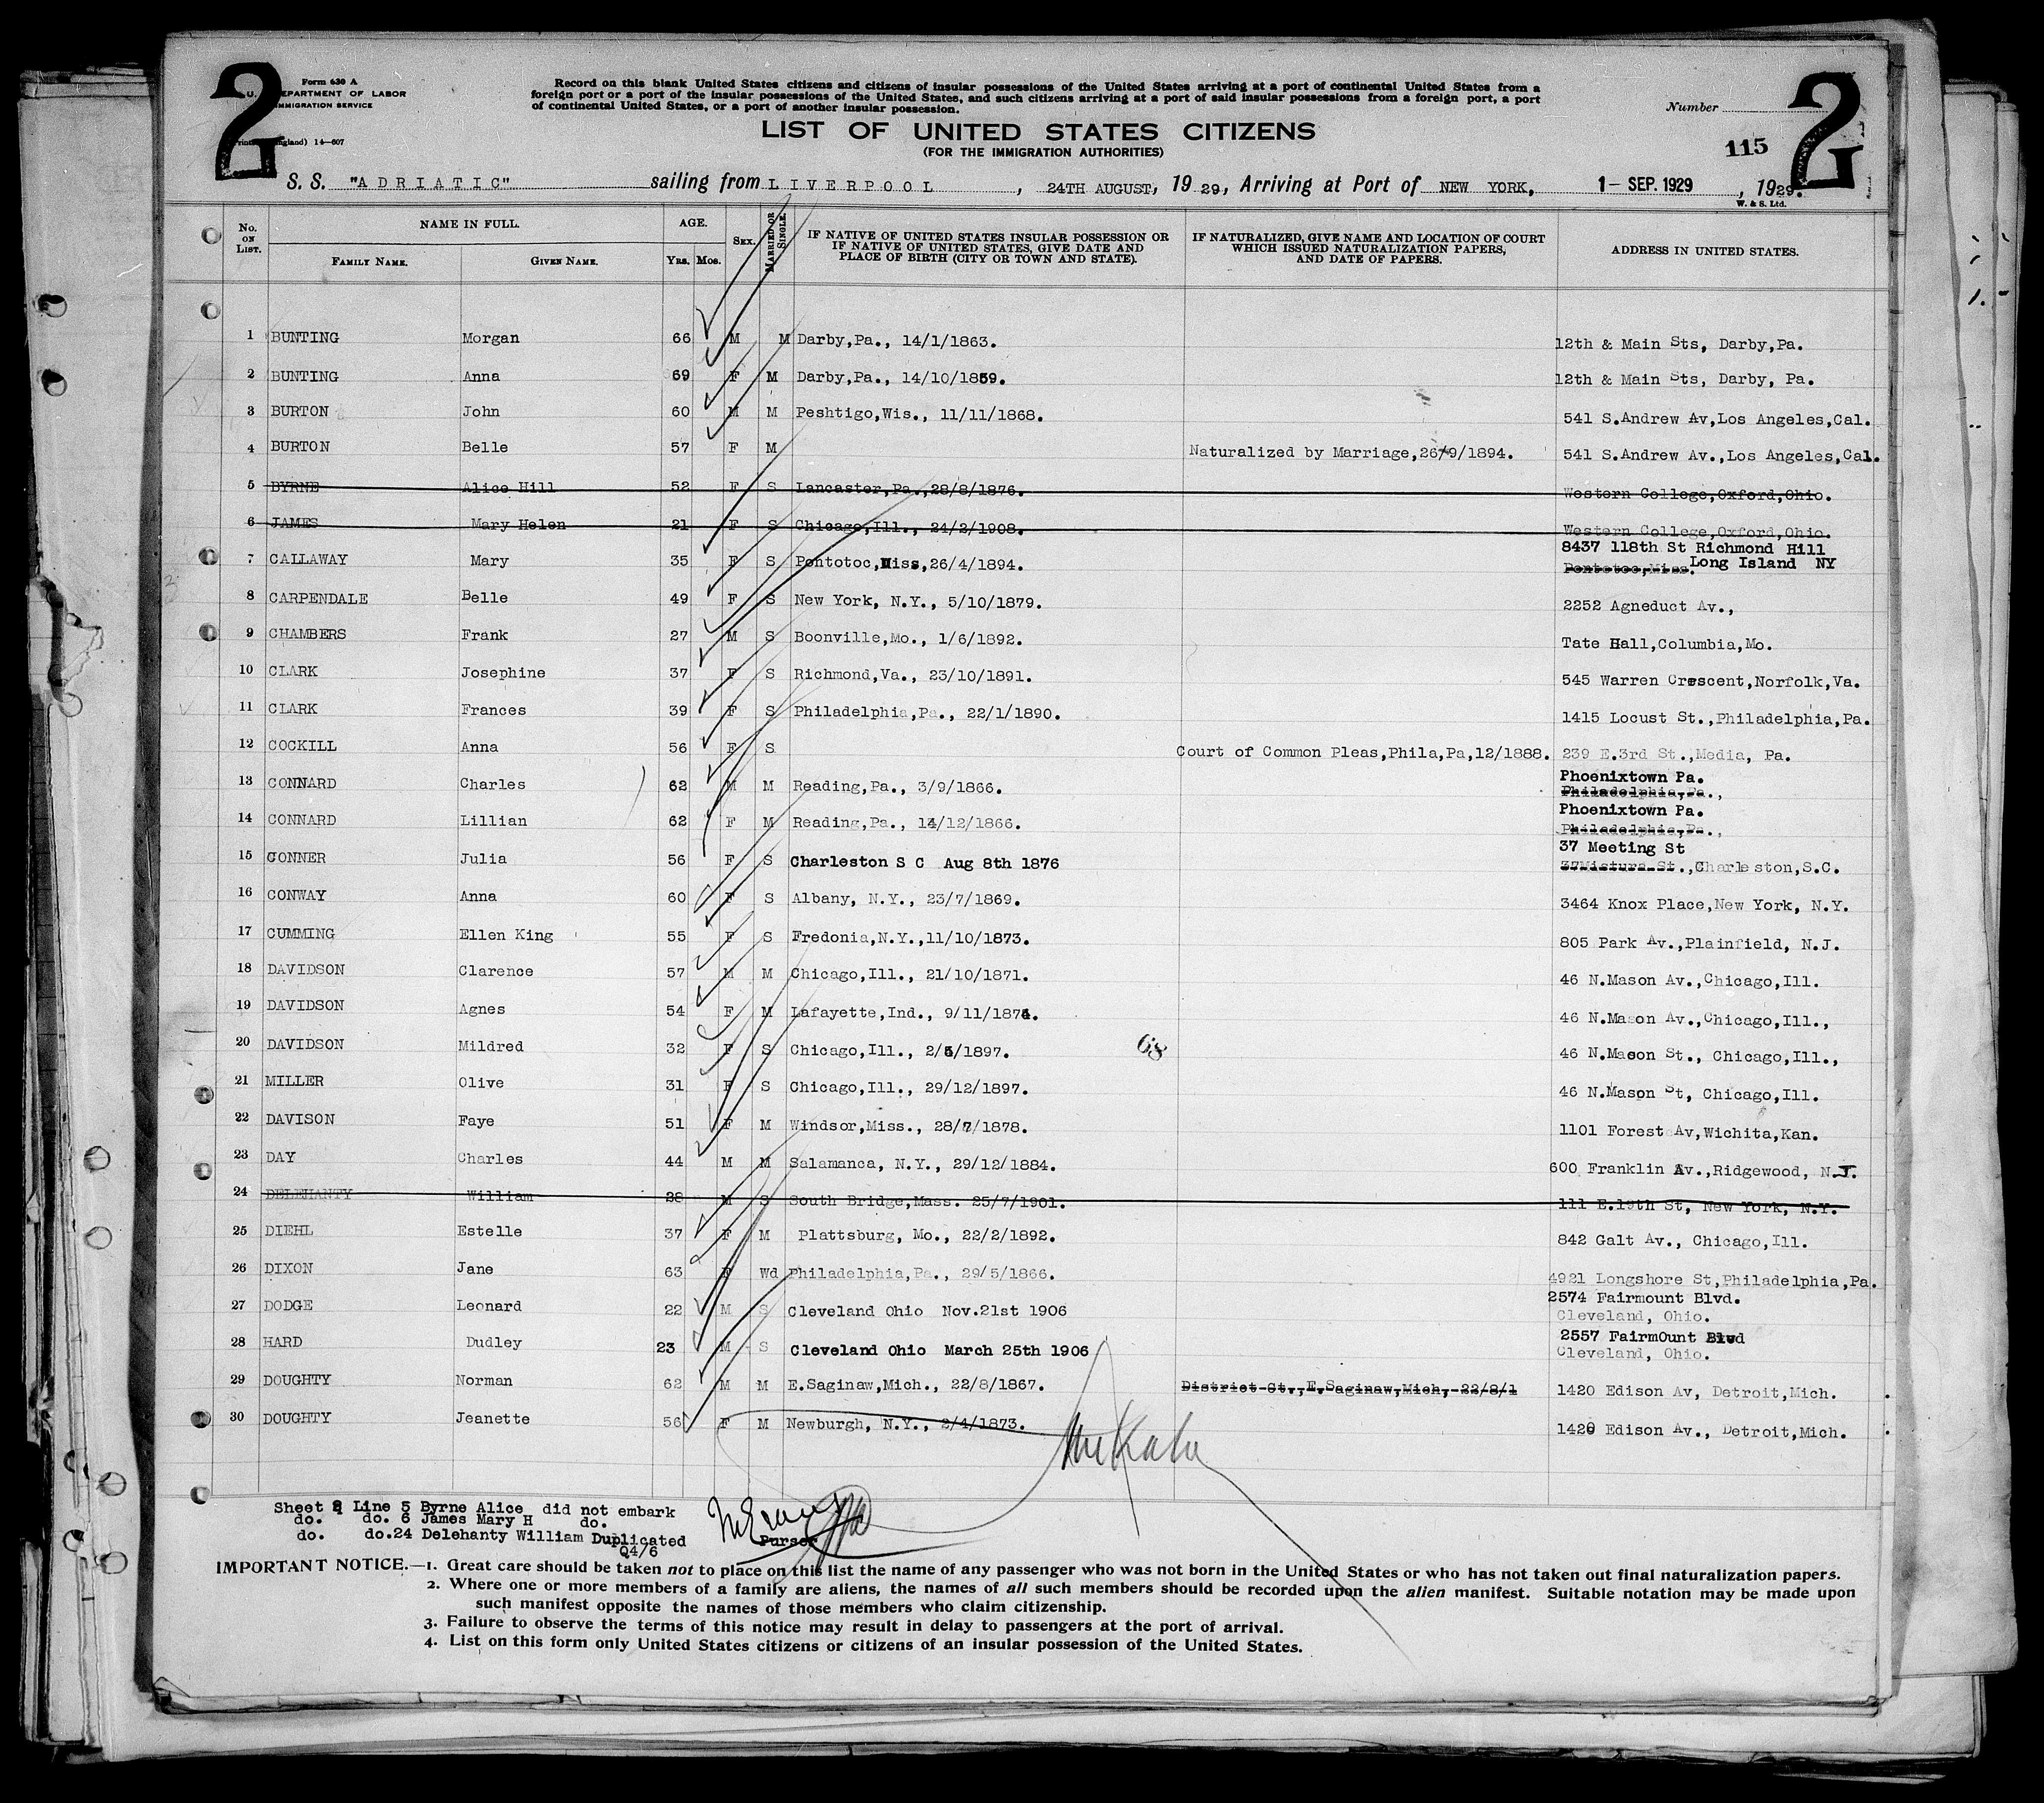 2
Form 630 A
DEPARTMENT OF LABOR
IMMIGRATION SERVICE
14—607
Record on this blank United States citizens and citizens of insular possessions of the United States arriving at a port of continental United States from a
foreign port or a port of the insular possessions of the United States, and such citizens arriving at a port of said insular possessions from a foreign port, a port
of continental United States, or a port of another insular possession.
LIST OF UNITED STATES CITIZENS
(FOR THE IMMIGRATION AUTHORITIES)
Number
115
2
S. S. "ADRIATIC" sailing from LIVERPOOL, 24TH AUGUST, 1929, Arriving at Port of NEW YORK, 1- SEP. 1929, 1929.
W. & S. Ltd.
No. ON LIST. NAME IN FULL. AGE. SEX. MARRIED OR SINGLE. IF NATIVE OF UNITED STATES INSULAR POSSESSION OR IF NATIVE OF UNITED STATES, GIVE DATE AND PLACE OF BIRTH (CITY OR TOWN AND STATE). IF NATURALIZED, GIVE NAME AND LOCATION OF COURT WHICH ISSUED NATURALIZATION PAPERS, AND DATE OF PAPERS. ADDRESS IN UNITED STATES.
FAMILY NAME. GIVEN NAME. Yrs. Mos.
1 BUNTING Morgan 66 M M Darby,Pa., 14/1/1863. 12th & Main Sts, Darby,Pa.
2 BUNTING Anna 69 F M Darby,Pa., 14/10/1859. 12th & Main Sts, Darby, Pa.
3 BURTON John 60 M M Peshtigo,Wis., 11/11/1868. 541 S.Andrew Av,Los Angeles,Cal.
4 BURTON Belle 57 F M Naturalized by Marriage,26/9/1894. 541 S.Andrew Av.,Los Angeles,Cal.
5 BYRNE Alice Hill 52 F S Lancaster,Pa.,28/8/1876. Western College,Oxford,Ohio.
6 JAMES Mary Helen 21 F S Chicago,Ill., 24/2/1908. Western College,Oxford,Ohio.
8437 118th St Richmond Hill
7 CALLAWAY Mary 35 F S Pontotoc,Miss,26/4/1894. Pontotoc,Miss. Long Island NY
8 CARPENDALE Belle 49 F S New York, N.Y., 5/10/1879. 2252 Agneduct Av.,
9 CHAMBERS Frank 27 M S Boonville,Mo., 1/6/1892. Tate Hall,Columbia,Mo.
10 CLARK Josephine 37 F S Richmond,Va., 23/10/1891. 545 Warren Crescent,Norfolk,Va.
11 CLARK Frances 39 F S Philadelphia,Pa., 22/1/1890. 1415 Locust St.,Philadelphia,Pa.
12 COCKILL Anna 56 F S Court of Common Pleas,Phila,Pa,12/1888. 239 E.3rd St.,Media, Pa.
Phoenixtown Pa.
13 CONNARD Charles 62 M M Reading,Pa., 3/9/1866. Philadelphia,Pa.,
Phoenixtown Pa.
14 CONNARD Lillian 62 F M Reading,Pa., 14/12/1866. Philadelphia,Pa.,
37 Meeting St
15 CONNER Julia 56 F S Charleston S C Aug 8th 1876 37Misturs St.,Charleston,S.C.
16 CONWAY Anna 60 F S Albany, N.Y., 23/7/1869. 3464 Knox Place,New York, N.Y.
17 CUMMING Ellen King 55 F S Fredonia,N.Y.,11/10/1873. 805 Park Av.,Plainfield, N.J.
18 DAVIDSON Clarence 57 M M Chicago,Ill., 21/10/1871. 46 N.Mason Av.,Chicago,Ill.
19 DAVIDSON Agnes 54 F M Lafayette,Ind., 9/11/1874. 46 N.Mason Av.,Chicago,Ill.,
20 DAVIDSON Mildred 32 F S Chicago,Ill., 2/5/1897. 68 46 N.Mason St., Chicago,Ill.,
21 MILLER Olive 31 F S Chicago,Ill., 29/12/1897. 46 N.Mason St, Chicago,Ill.
22 DAVISON Faye 51 F M Windsor,Miss., 28/7/1878. 1101 Forest Av,Wichita,Kan.
23 DAY Charles 44 M M Salamanca, N.Y., 29/12/1884. 600 Franklin Av.,Ridgewood, N.J.
24 DELEHANTY William 28 M S South Bridge,Mass. 25/7/1901. 111 E.19th St, New York, N.Y.
25 DIEHL Estelle 37 F M Plattsburg, Mo., 22/2/1892. 842 Galt Av., Chicago,Ill.
26 DIXON Jane 63 F Wd Philadelphia,Pa., 29/5/1866. 4921 Longshore St,Philadelphia,Pa.
2574 Fairmount Blvd.
27 DODGE Leonard 22 M S Cleveland Ohio Nov.21st 1906 Cleveland, Ohio.
2557 FairmOunt Blvd
28 HARD Dudley 23 M S Cleveland Ohio March 25th 1906 Cleveland, Ohio.
29 DOUGHTY Norman 62 M M E.Saginaw,Mich., 22/8/1867. District Ct.,E.Saginaw,Mich,-22/8/1 1420 Edison Av, Detroit,Mich.
30 DOUGHTY Jeanette 56 F M Newburgh, N.Y., 2/4/1873. 1420 Edison Av., Detroit,Mich.
Sheet Line 5 Byrne Alice did not embark
do. do. 6 James Mary H do.
do. do.24 Delehanty William Duplicated
Q4/6
Purser
IMPORTANT NOTICE.—1. Great care should be taken not to place on this list the name of any passenger who was not born in the United States or who has not taken out final naturalization papers.
2. Where one or more members of a family are aliens, the names of all such members should be recorded upon the alien manifest. Suitable notation may be made upon
such manifest opposite the names of those members who claim citizenship.
3. Failure to observe the terms of this notice may result in delay to passengers at the port of arrival.
4. List on this form only United States citizens or citizens of an insular possession of the United States.